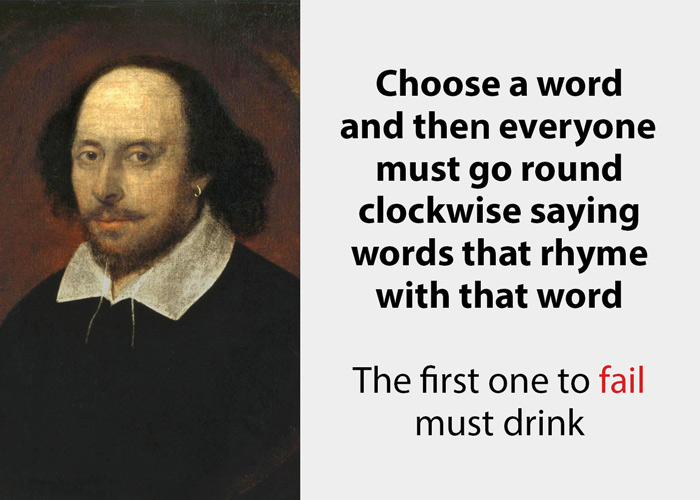 Choose a word
and then everyone
must go round
clockwise saying
words that rhyme
with that word
The first one to fail
must drink